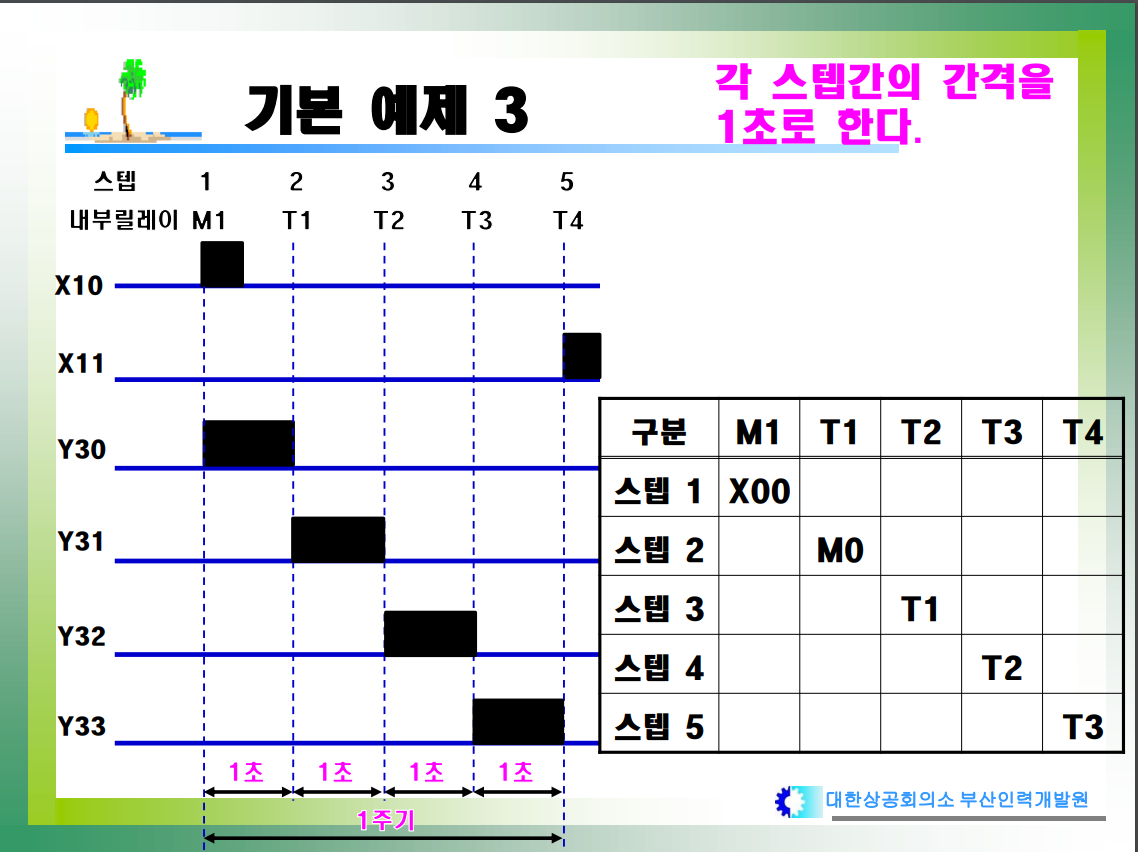 기본 예제 3
각 스텝간의 간격을
1초로 한다.
스텝 1 2 3 4 5
내부릴레이 M1 T1 T2 T3 T4
X10
X11
Y30
Y31
Y32
Y33
1초 1초 1초 1초
1주기
구분 M1 T1 T2 T3 T4
스텝 1 X00
스텝 2 M0
스텝 3 T1
스텝 4 T2
스텝 5 T3
대한상공회의소 부산인력개발원